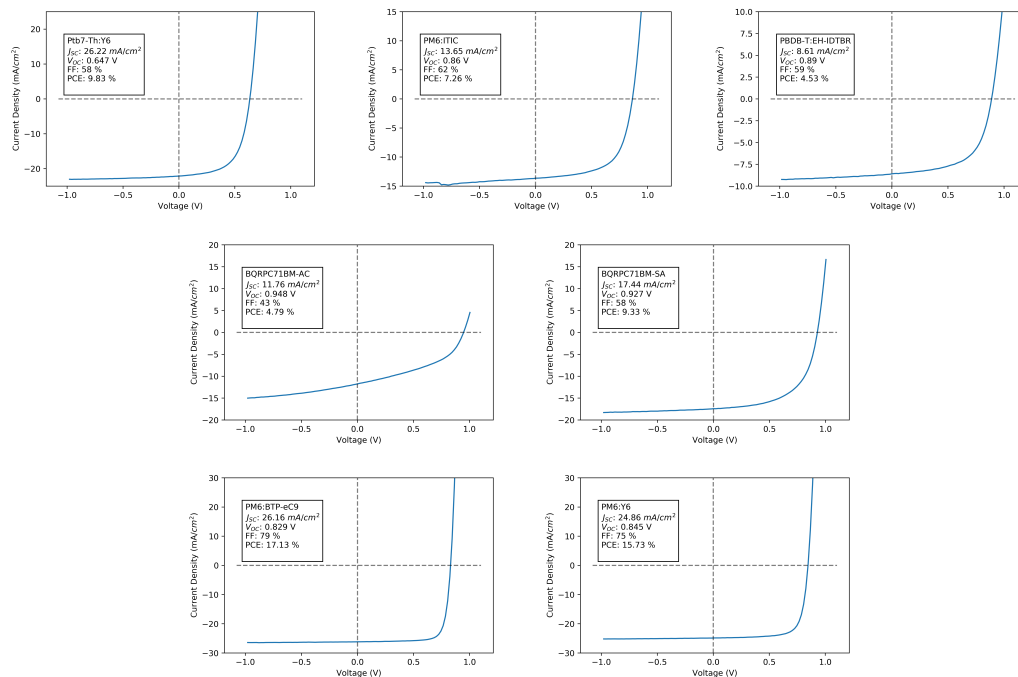 Ptb7-Th:Y6
J_SC: 26.22 mA/cm²
V_OC: 0.647 V
FF: 58 %
PCE: 9.83 %
20
10
0
−10
−20
Current Density (mA/cm²)
−1.0 −0.5 0.0 0.5 1.0
Voltage (V)
PM6:ITIC
J_SC: 13.65 mA/cm²
V_OC: 0.86 V
FF: 62 %
PCE: 7.26 %
15
10
5
0
−5
−10
−15
Current Density (mA/cm²)
−1.0 −0.5 0.0 0.5 1.0
Voltage (V)
PBDB-T:EH-IDTBR
J_SC: 8.61 mA/cm²
V_OC: 0.89 V
FF: 59 %
PCE: 4.53 %
10.0
7.5
5.0
2.5
0.0
−2.5
−5.0
−7.5
−10.0
Current Density (mA/cm²)
−1.0 −0.5 0.0 0.5 1.0
Voltage (V)
BQRPC71BM-AC
J_SC: 11.76 mA/cm²
V_OC: 0.948 V
FF: 43 %
PCE: 4.79 %
20
15
10
5
0
−5
−10
−15
−20
Current Density (mA/cm²)
−1.0 −0.5 0.0 0.5 1.0
Voltage (V)
BQRPC71BM-SA
J_SC: 17.44 mA/cm²
V_OC: 0.927 V
FF: 58 %
PCE: 9.33 %
20
15
10
5
0
−5
−10
−15
−20
Current Density (mA/cm²)
−1.0 −0.5 0.0 0.5 1.0
Voltage (V)
PM6:BTP-eC9
J_SC: 26.16 mA/cm²
V_OC: 0.829 V
FF: 79 %
PCE: 17.13 %
30
20
10
0
−10
−20
−30
Current Density (mA/cm²)
−1.0 −0.5 0.0 0.5 1.0
Voltage (V)
PM6:Y6
J_SC: 24.86 mA/cm²
V_OC: 0.845 V
FF: 75 %
PCE: 15.73 %
30
20
10
0
−10
−20
−30
Current Density (mA/cm²)
−1.0 −0.5 0.0 0.5 1.0
Voltage (V)